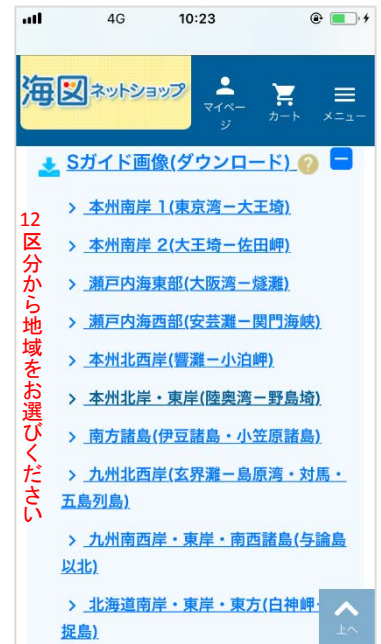 4G 10:23
海図ネットショップ
マイペー
ジ
カート
メニュー
Sガイド画像(ダウンロード)
12区分から地域をお選びください
> 本州南岸 1(東京湾－大王埼)
> 本州南岸 2(大王埼－佐田岬)
> 瀬戸内海東部(大阪湾－燧灘)
> 瀬戸内海西部(安芸灘－関門海峡)
> 本州北西岸(響灘－小泊岬)
> 本州北岸・東岸(陸奥湾－野島埼)
> 南方諸島(伊豆諸島・小笠原諸島)
> 九州北西岸(玄界灘－島原湾・対馬・
五島列島)
> 九州南西岸・東岸・南西諸島(与論島
以北)
> 北海道南岸・東岸・東方(白神岬
捉島)
上へ